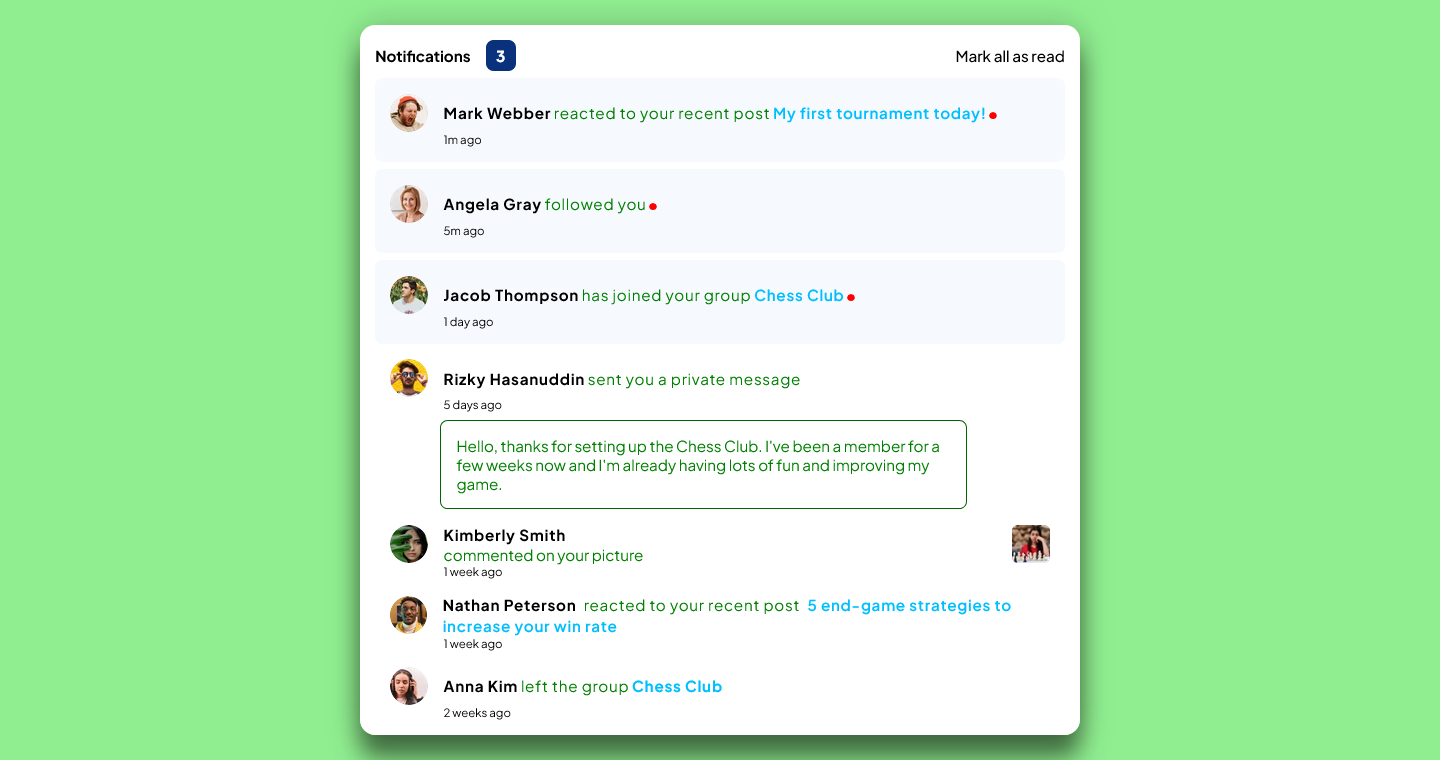 Notifications 3 Mark all as read
Mark Webber reacted to your recent post My first tournament today!
1m ago
Angela Gray followed you
5m ago
Jacob Thompson has joined your group Chess Club
1 day ago
Rizky Hasanuddin sent you a private message
5 days ago
Hello, thanks for setting up the Chess Club. I've been a member for a
few weeks now and I'm already having lots of fun and improving my
game.
Kimberly Smith
commented on your picture
1 week ago
Nathan Peterson reacted to your recent post 5 end-game strategies to
increase your win rate
1 week ago
Anna Kim left the group Chess Club
2 weeks ago